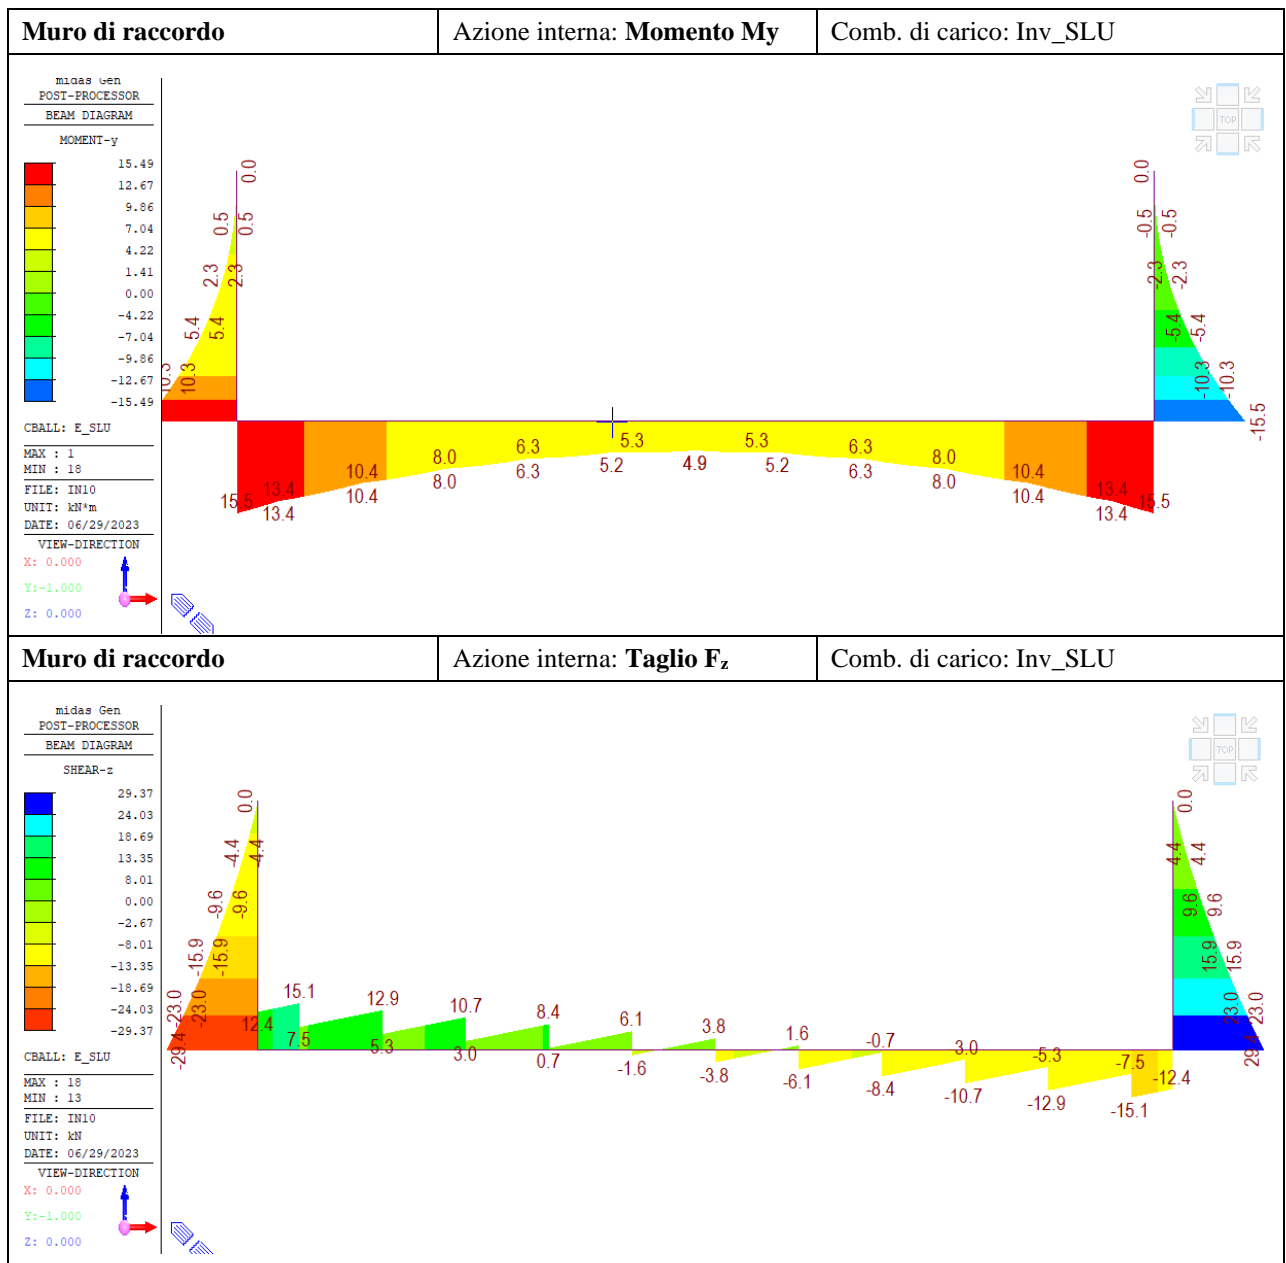 Muro di raccordo Azione interna: Momento My Comb. di carico: Inv_SLU
midas Gen
POST-PROCESSOR
BEAM DIAGRAM
MOMENT-y
15.49
12.67
9.86
7.04
4.22
1.41
0.00
-4.22
-7.04
-9.86
-12.67
-15.49
CBALL: E_SLU
MAX : 1
MIN : 18
FILE: IN10
UNIT: kN*m
DATE: 06/29/2023
VIEW-DIRECTION
X: 0.000
Y:-1.000
Z: 0.000
TOP
0.0 0.0
0.5 0.5 -0.5 -0.5
2.3 2.3 -2.3 -2.3
5.4 5.4 -5.4 -5.4
10.3 10.3 -10.3 -10.3
-15.5
15.5 13.4 10.4 8.0 6.3 5.3 5.3 6.3 8.0 10.4 13.4 15.5
13.4 10.4 8.0 6.3 5.2 4.9 5.2 6.3 8.0 10.4 13.4
Muro di raccordo Azione interna: Taglio Fz Comb. di carico: Inv_SLU
midas Gen
POST-PROCESSOR
BEAM DIAGRAM
SHEAR-z
29.37
24.03
18.69
13.35
8.01
0.00
-2.67
-8.01
-13.35
-18.69
-24.03
-29.37
CBALL: E_SLU
MAX : 18
MIN : 13
FILE: IN10
UNIT: kN
DATE: 06/29/2023
VIEW-DIRECTION
X: 0.000
Y:-1.000
Z: 0.000
TOP
0.0 0.0
-4.4 -4.4 4.4 4.4
-9.6 -9.6 9.6 9.6
-15.9 -15.9 15.9 15.9
-23.0 -23.0 23.0 23.0
-29.4 29.4
12.4 15.1 12.9 10.7 8.4 6.1 3.8 1.6 -0.7 3.0 -5.3 -7.5 -12.4
7.5 5.3 3.0 0.7 -1.6 -3.8 -6.1 -8.4 -10.7 -12.9 -15.1